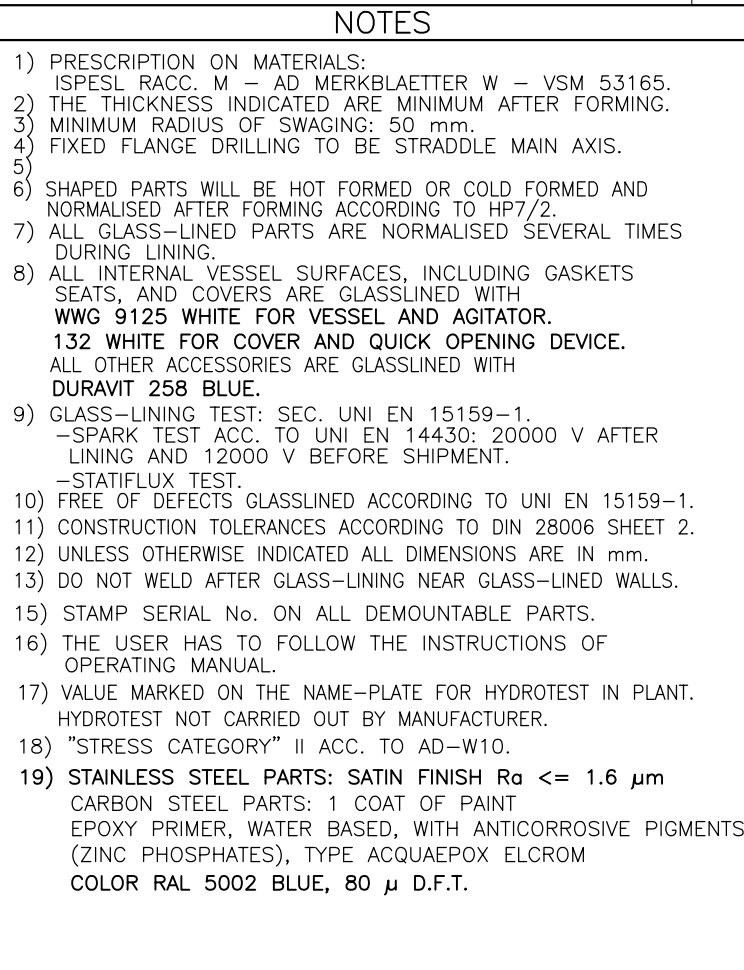 NOTES
1) PRESCRIPTION ON MATERIALS:
ISPESL RACC. M – AD MERKBLAETTER W – VSM 53165.
2) THE THICKNESS INDICATED ARE MINIMUM AFTER FORMING.
3) MINIMUM RADIUS OF SWAGING: 50 mm.
4) FIXED FLANGE DRILLING TO BE STRADDLE MAIN AXIS.
5)
6) SHAPED PARTS WILL BE HOT FORMED OR COLD FORMED AND
NORMALISED AFTER FORMING ACCORDING TO HP7/2.
7) ALL GLASS–LINED PARTS ARE NORMALISED SEVERAL TIMES
DURING LINING.
8) ALL INTERNAL VESSEL SURFACES, INCLUDING GASKETS
SEATS, AND COVERS ARE GLASSLINED WITH
WWG 9125 WHITE FOR VESSEL AND AGITATOR.
132 WHITE FOR COVER AND QUICK OPENING DEVICE.
ALL OTHER ACCESSORIES ARE GLASSLINED WITH
DURAVIT 258 BLUE.
9) GLASS–LINING TEST: SEC. UNI EN 15159–1.
–SPARK TEST ACC. TO UNI EN 14430: 20000 V AFTER
LINING AND 12000 V BEFORE SHIPMENT.
–STATIFLUX TEST.
10) FREE OF DEFECTS GLASSLINED ACCORDING TO UNI EN 15159–1.
11) CONSTRUCTION TOLERANCES ACCORDING TO DIN 28006 SHEET 2.
12) UNLESS OTHERWISE INDICATED ALL DIMENSIONS ARE IN mm.
13) DO NOT WELD AFTER GLASS–LINING NEAR GLASS–LINED WALLS.
15) STAMP SERIAL No. ON ALL DEMOUNTABLE PARTS.
16) THE USER HAS TO FOLLOW THE INSTRUCTIONS OF
OPERATING MANUAL.
17) VALUE MARKED ON THE NAME–PLATE FOR HYDROTEST IN PLANT.
HYDROTEST NOT CARRIED OUT BY MANUFACTURER.
18) "STRESS CATEGORY" II ACC. TO AD–W10.
19) STAINLESS STEEL PARTS: SATIN FINISH Ra <= 1.6 µm
CARBON STEEL PARTS: 1 COAT OF PAINT
EPOXY PRIMER, WATER BASED, WITH ANTICORROSIVE PIGMENTS
(ZINC PHOSPHATES), TYPE ACQUAEPOX ELCROM
COLOR RAL 5002 BLUE, 80 µ D.F.T.